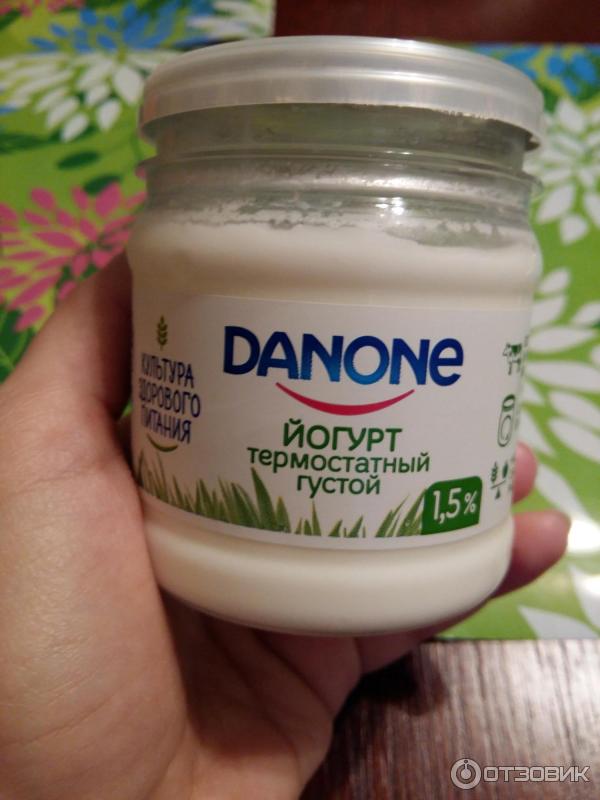 КУЛЬТУРА
ЗДОРОВОГО
ПИТАНИЯ
DANONE
ЙОГУРТ
термостатный
густой
1,5%
ОТЗОВИК